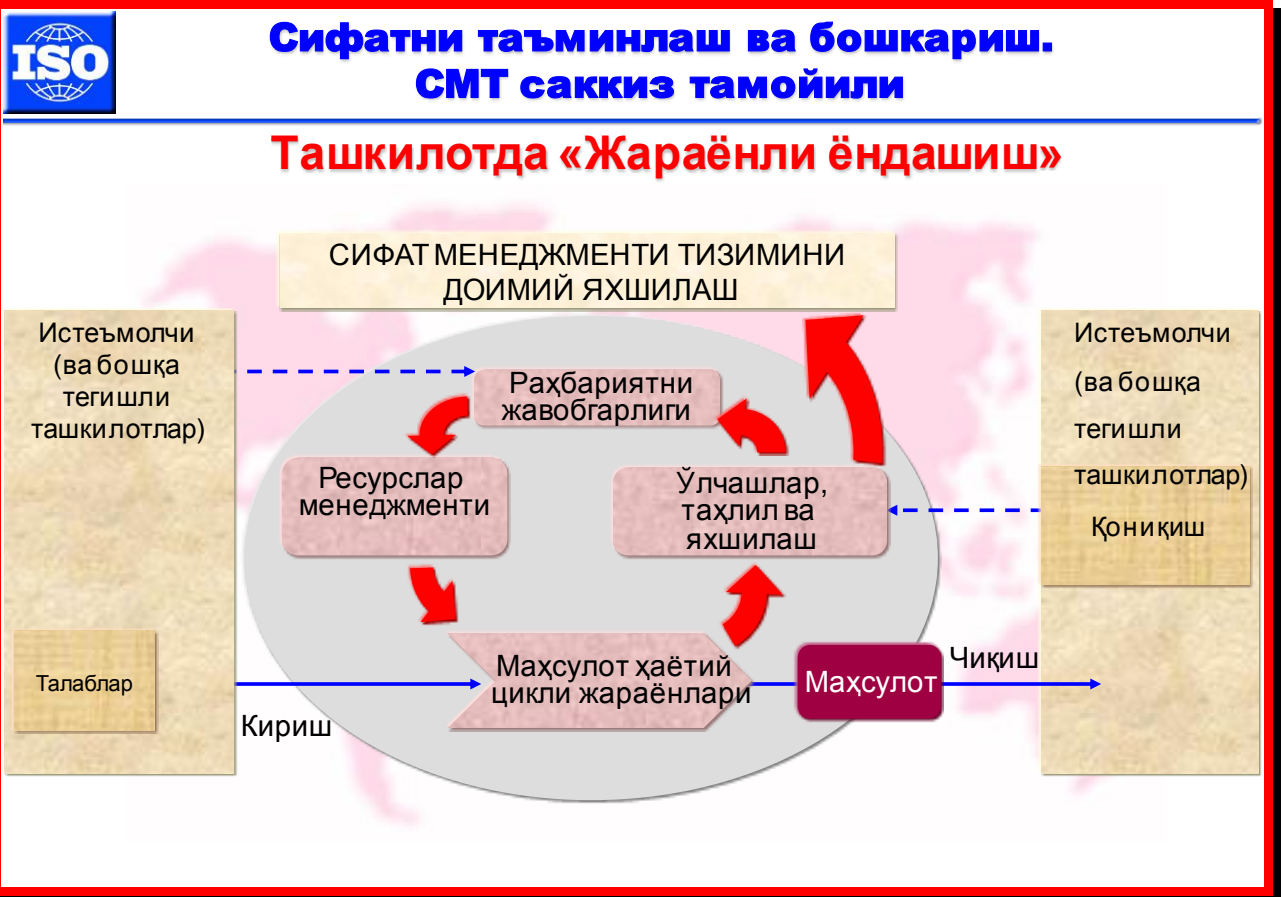 ISO
Сифатни таъминлаш ва бошкариш.
СМТ саккиз тамойили
Ташкилотда «Жараёнли ёндашиш»
СИФАТ МЕНЕДЖМЕНТИ ТИЗИМИНИ
ДОИМИЙ ЯХШИЛАШ
Истеъмолчи
(ва бошқа
тегишли
ташкилотлар)
Талаблар
Кириш
Раҳбариятни
жавобгарлиги
Ресурслар
менеджменти
Ўлчашлар,
таҳлил ва
яхшилаш
Маҳсулот ҳаётий
цикли жараёнлари
Маҳсулот
Чиқиш
Истеъмолчи
(ва бошқа
тегишли
ташкилотлар)
Қониқиш